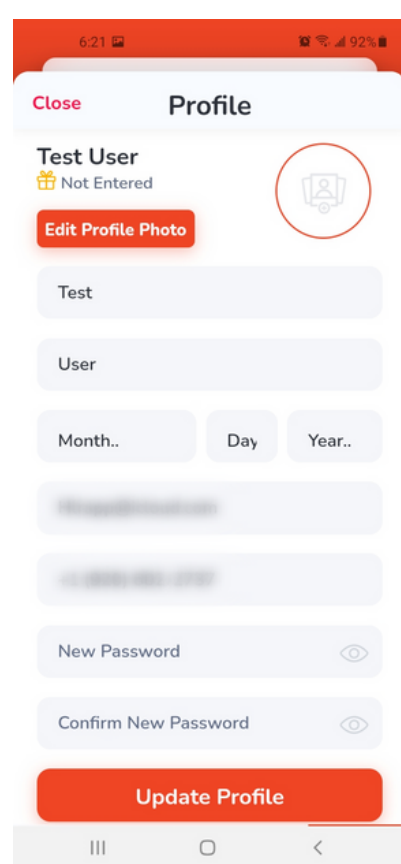 6:21 92%
Close Profile
Test User
Not Entered
Edit Profile Photo
Test
User
Month.. Day Year..
New Password
Confirm New Password
Update Profile